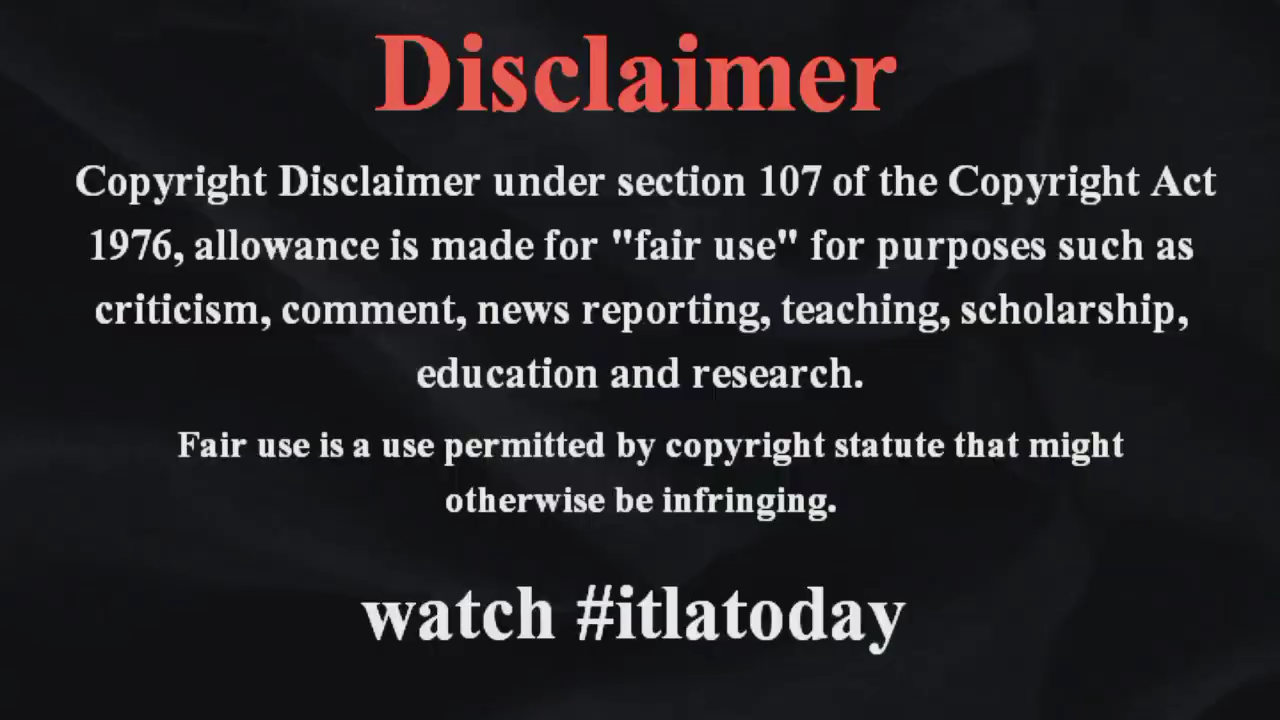 Disclaimer
Copyright Disclaimer under section 107 of the Copyright Act
1976, allowance is made for "fair use" for purposes such as
criticism, comment, news reporting, teaching, scholarship,
education and research.
Fair use is a use permitted by copyright statute that might
otherwise be infringing.
watch #itlatoday